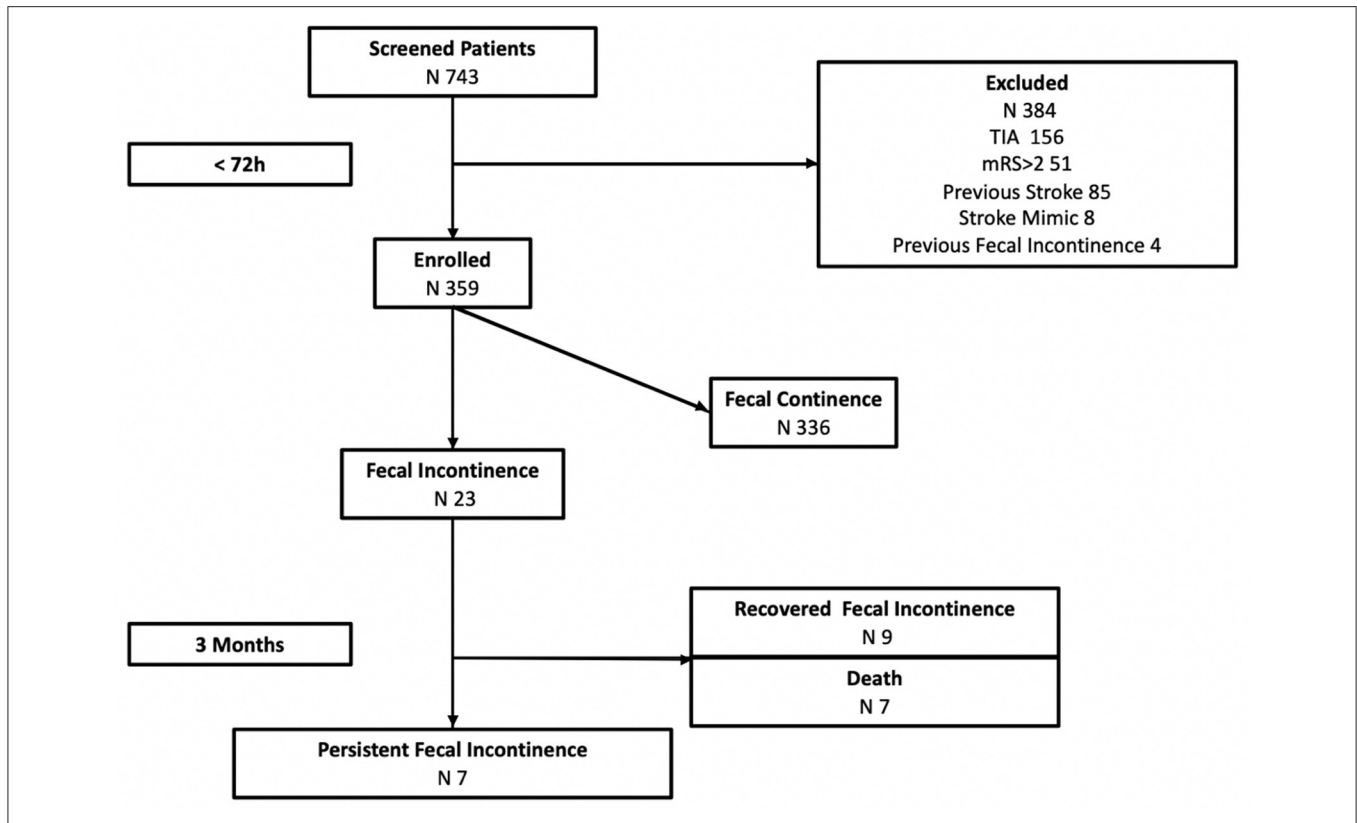 Screened Patients
N 743
Excluded
N 384
TIA  156
mRS>2 51
Previous Stroke 85
Stroke Mimic 8
Previous Fecal Incontinence 4
< 72h
Enrolled
N 359
Fecal Continence
N 336
Fecal Incontinence
N 23
Recovered  Fecal Incontinence
N 9
3 Months
Death
N 7
Persistent Fecal Incontinence
N 7